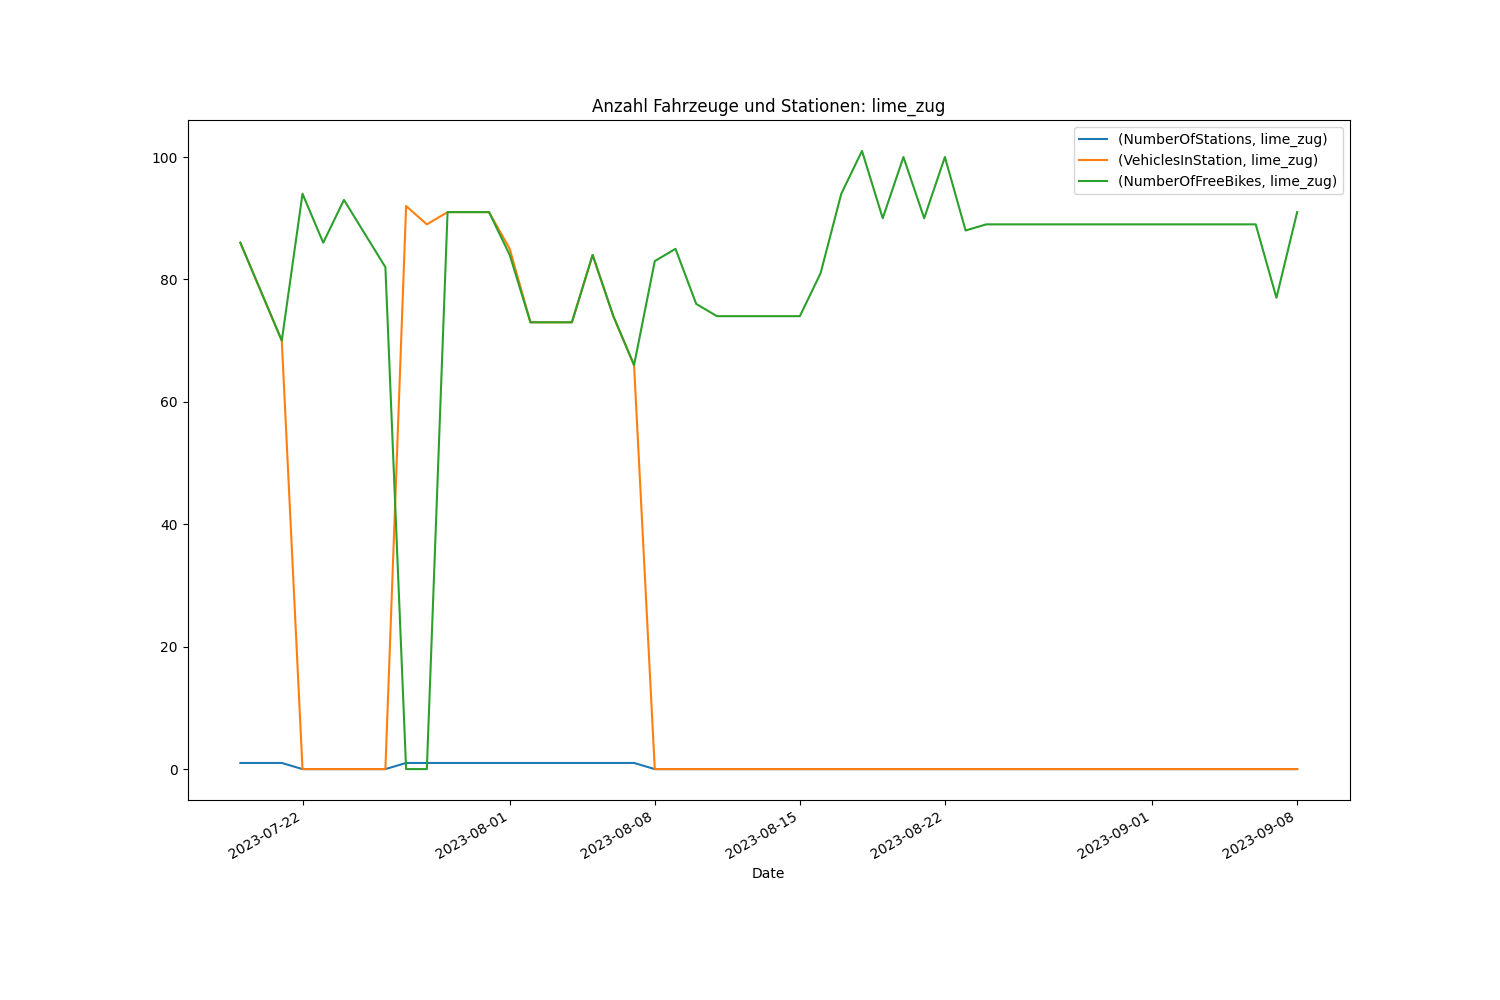 Anzahl Fahrzeuge und Stationen: lime_zug
(NumberOfStations, lime_zug)
(VehiclesInStation, lime_zug)
(NumberOfFreeBikes, lime_zug)
100
80
60
40
20
0
2023-07-22
2023-08-01
2023-08-08
2023-08-15
2023-08-22
2023-09-01
2023-09-08
Date